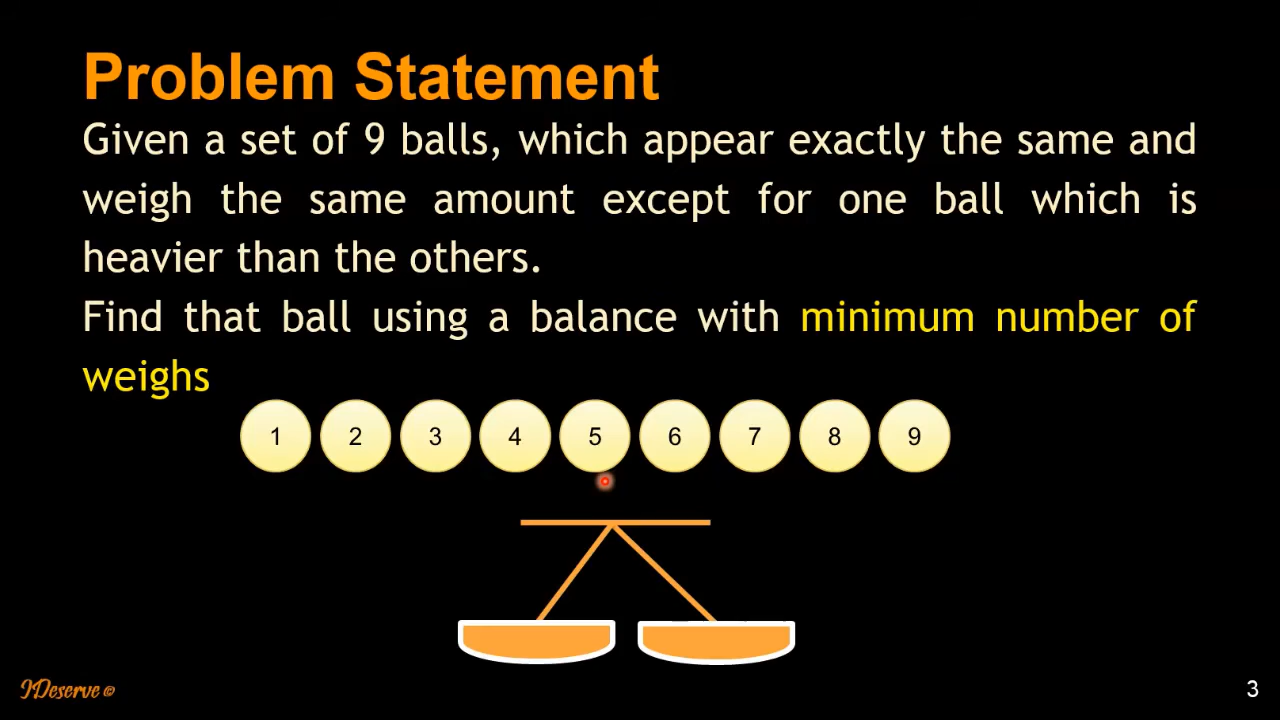 Problem Statement
Given a set of 9 balls, which appear exactly the same and
weigh the same amount except for one ball which is
heavier than the others.
Find that ball using a balance with minimum number of
weighs
1 2 3 4 5 6 7 8 9
IDeserve ©
3